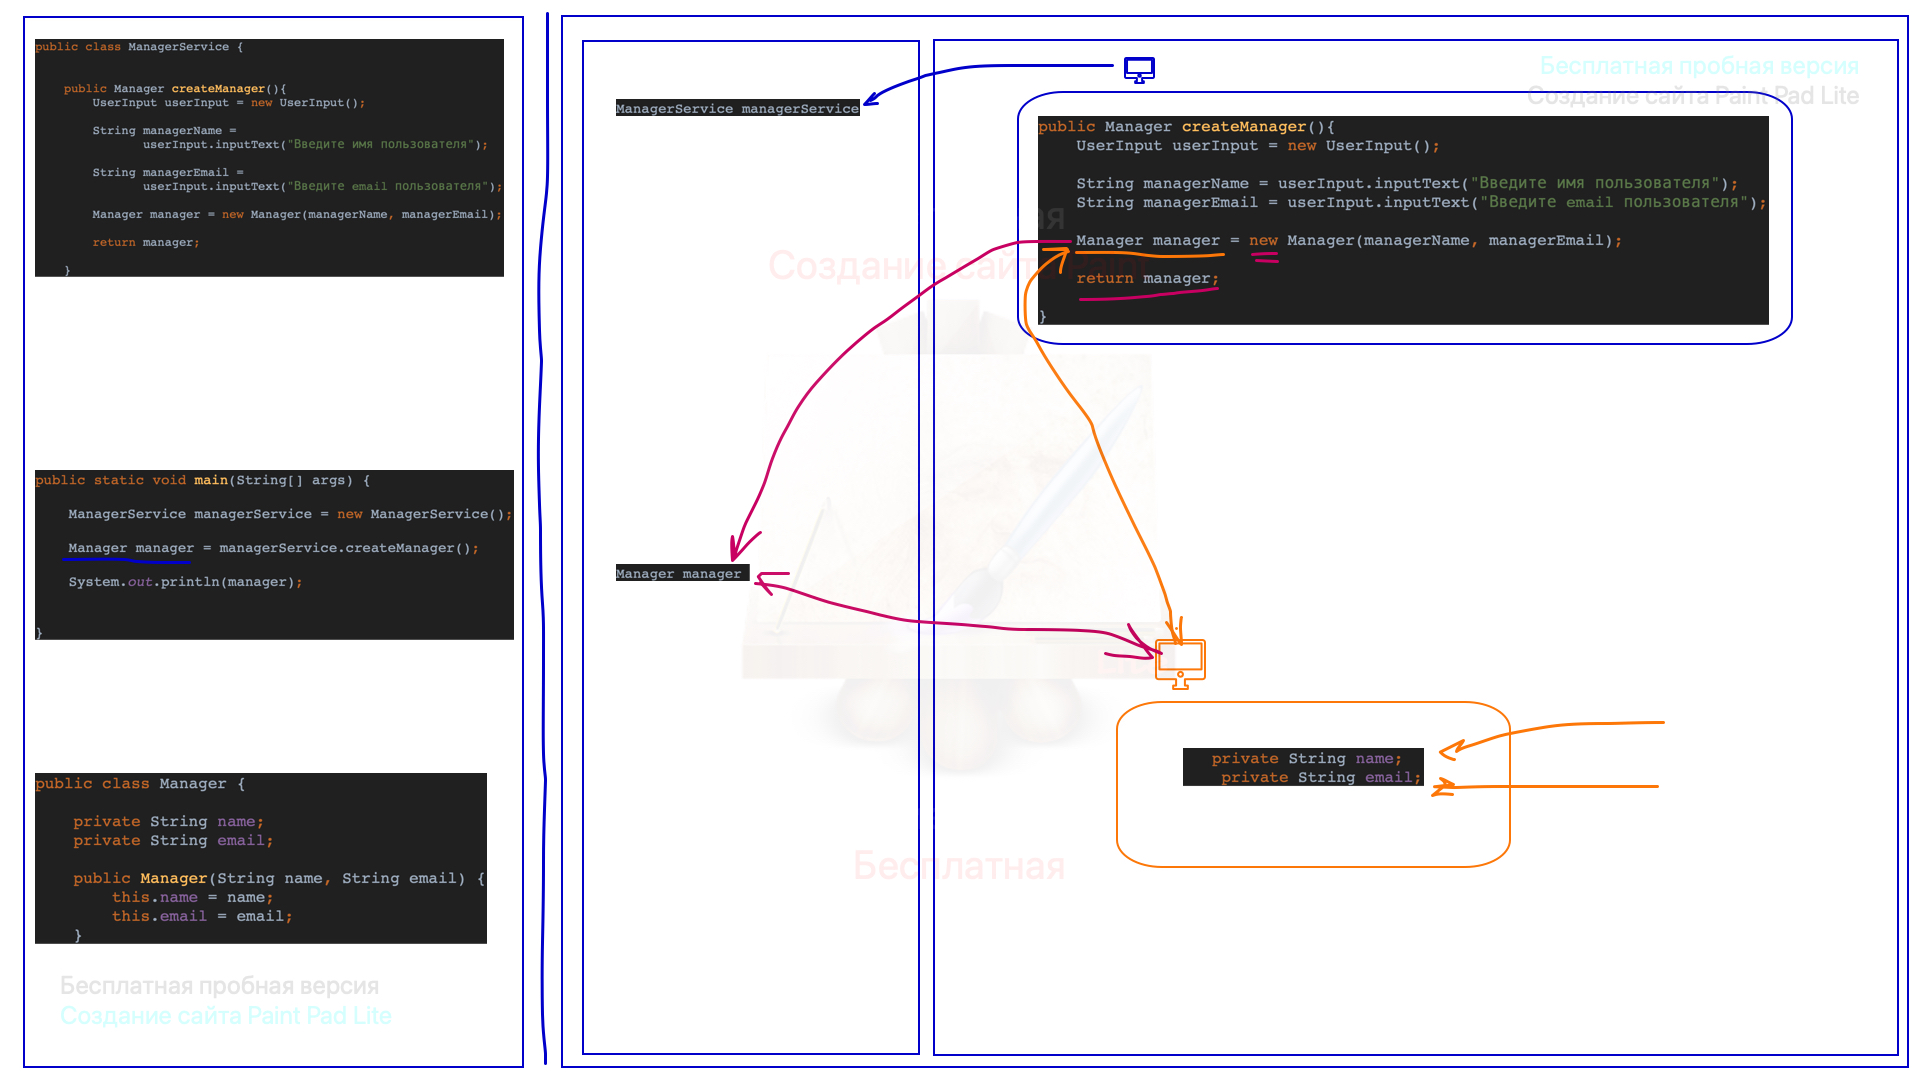 public class ManagerService {
public Manager createManager(){
UserInput userInput = new UserInput();
String managerName =
userInput.inputText("Введите имя пользователя");
String managerEmail =
userInput.inputText("Введите email пользователя");
Manager manager = new Manager(managerName, managerEmail);
return manager;
}
public static void main(String[] args) {
ManagerService managerService = new ManagerService();
Manager manager = managerService.createManager();
System.out.println(manager);
}
public class Manager {
private String name;
private String email;
public Manager(String name, String email) {
this.name = name;
this.email = email;
}
Бесплатная пробная версия
Создание сайта Paint Pad Lite
ManagerService managerService
Manager manager
Бесплатная пробная версия
Создание сайта Paint Pad Lite
public Manager createManager(){
UserInput userInput = new UserInput();
String managerName = userInput.inputText("Введите имя пользователя");
String managerEmail = userInput.inputText("Введите email пользователя");
Manager manager = new Manager(managerName, managerEmail);
return manager;
}
Создание сайта
private String name;
private String email;
Бесплатная